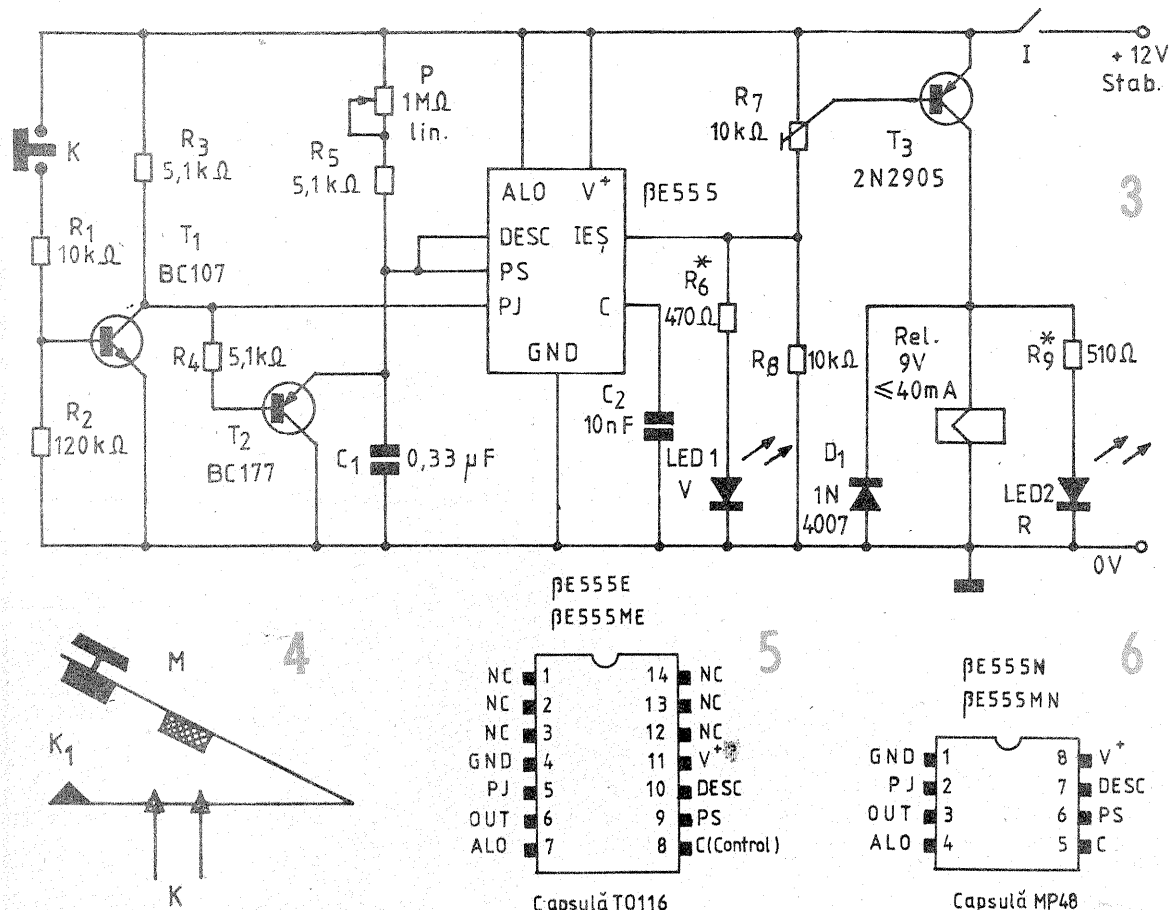 + 12V
Stab.
I
K
R1
10kΩ
R2
120kΩ
R3
5,1kΩ
T1
BC107
R4
5,1kΩ
T2
BC177
P
1MΩ
lin.
R5
5,1kΩ
C1
0,33 µF
βE555
ALO V+
DESC IEȘ
PS
PJ C
GND
C2
10nF
R6*
470Ω
LED 1
V
R7
10kΩ
R8
10kΩ
T3
2N2905
D1
1N
4007
Rel.
9V
≤40mA
R9*
510Ω
LED2
R
0V
3
4
M
K1
K
5
βE555E
βE555ME
NC 1 14 NC
NC 2 13 NC
NC 3 12 NC
GND 4 11 V+
PJ 5 10 DESC
OUT 6 9 PS
ALO 7 8 C(Control)
Capsulă TO116
6
βE555N
βE555MN
GND 1 8 V+
PJ 2 7 DESC
OUT 3 6 PS
ALO 4 5 C
Capsulă MP48